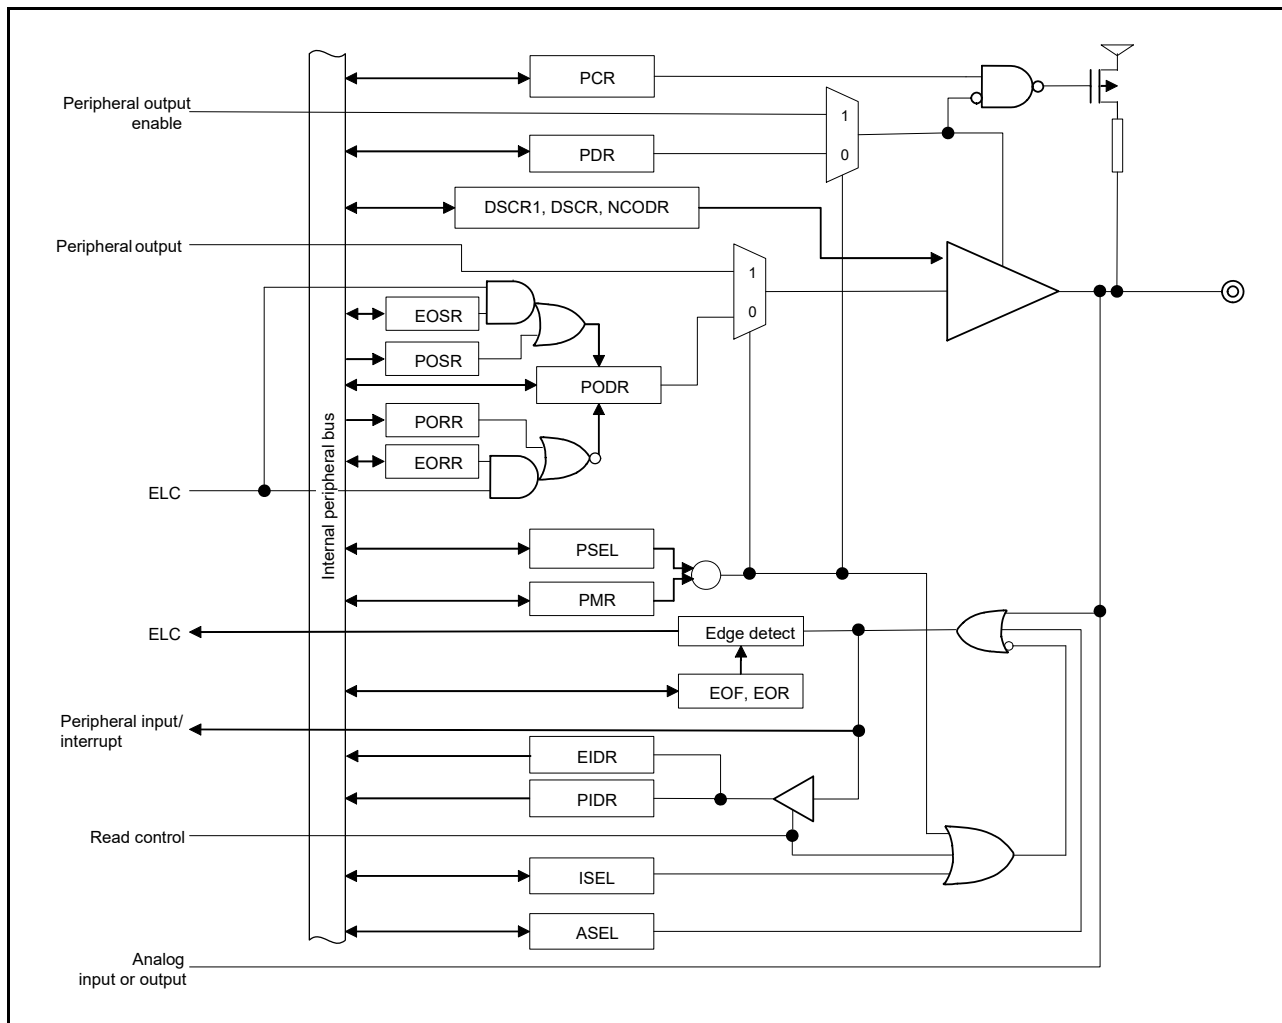 PCR
Peripheral output
enable
1
0
PDR
DSCR1, DSCR, NCODR
Peripheral output
1
0
EOSR
POSR
PODR
PORR
EORR
ELC
Internal peripheral bus
PSEL
PMR
ELC
Edge detect
EOF, EOR
Peripheral input/
interrupt
EIDR
PIDR
Read control
ISEL
ASEL
Analog
input or output